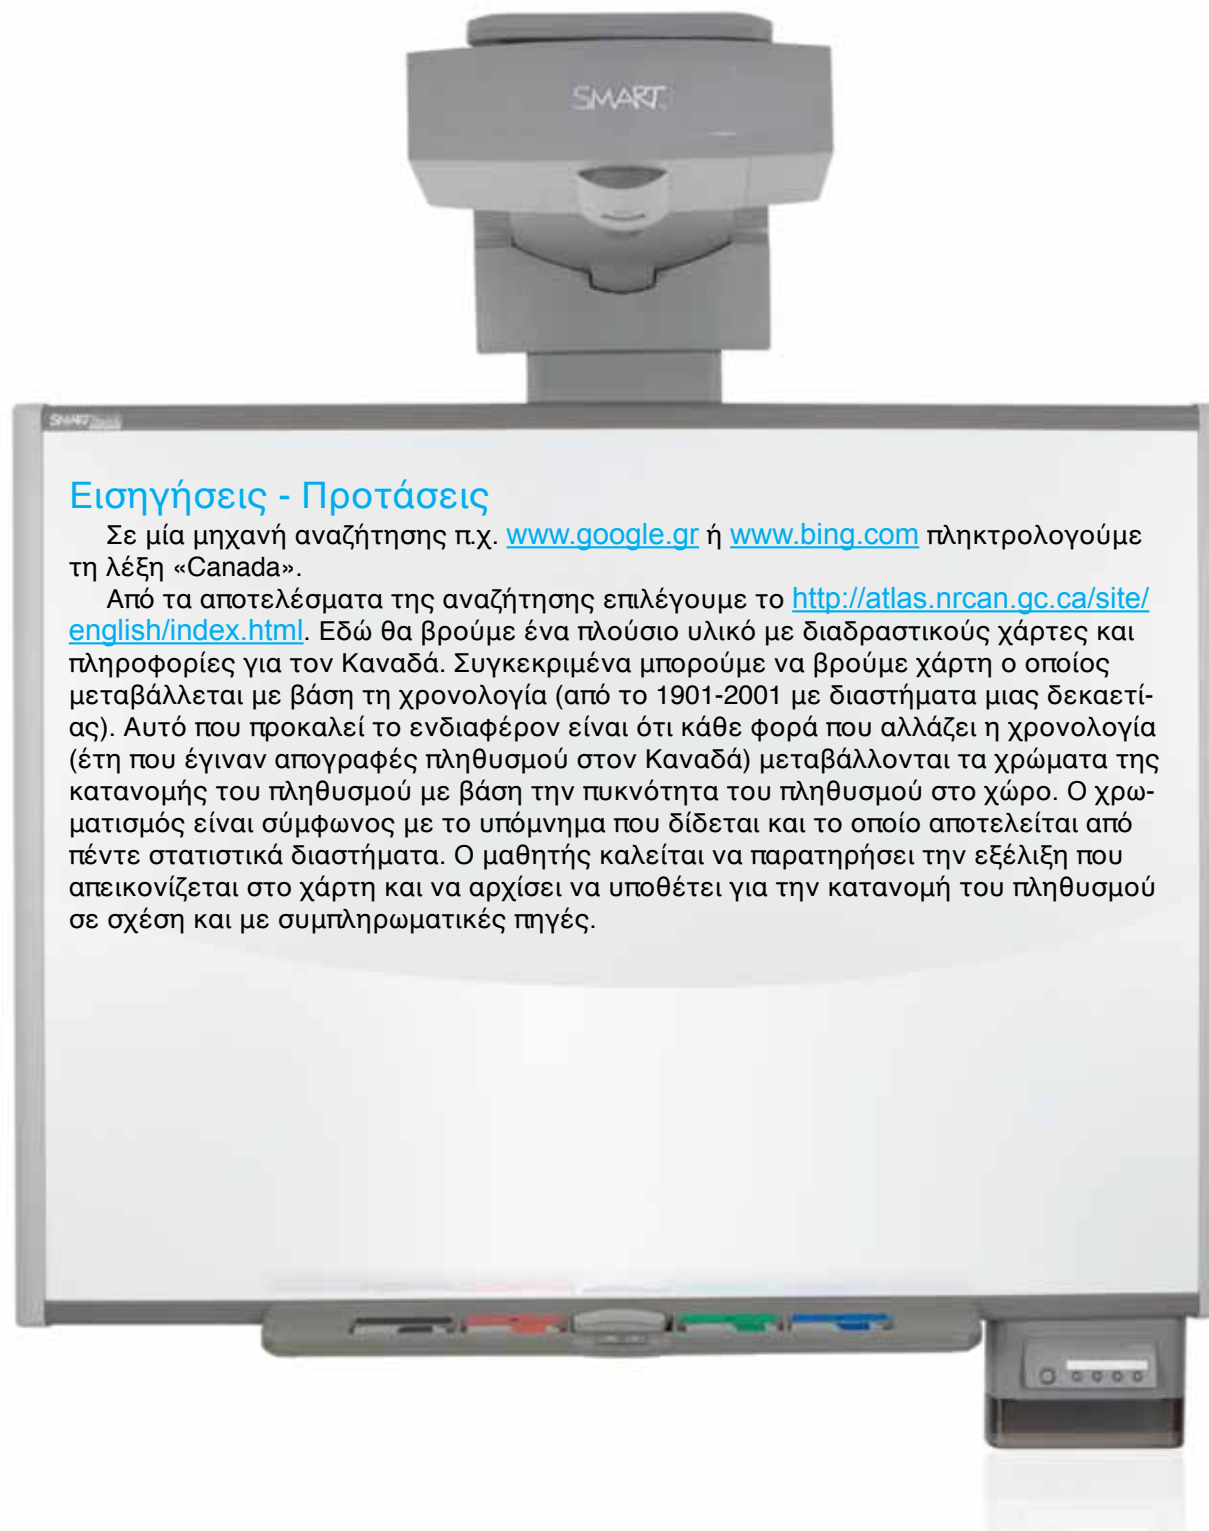 SMART
SMART
Εισηγήσεις - Προτάσεις
Σε μία μηχανή αναζήτησης π.χ. www.google.gr ή www.bing.com πληκτρολογούμε
τη λέξη «Canada».
Από τα αποτελέσματα της αναζήτησης επιλέγουμε το http://atlas.nrcan.gc.ca/site/
english/index.html. Εδώ θα βρούμε ένα πλούσιο υλικό με διαδραστικούς χάρτες και
πληροφορίες για τον Καναδά. Συγκεκριμένα μπορούμε να βρούμε χάρτη ο οποίος
μεταβάλλεται με βάση τη χρονολογία (από το 1901-2001 με διαστήματα μιας δεκαετί-
ας). Αυτό που προκαλεί το ενδιαφέρον είναι ότι κάθε φορά που αλλάζει η χρονολογία
(έτη που έγιναν απογραφές πληθυσμού στον Καναδά) μεταβάλλονται τα χρώματα της
κατανομής του πληθυσμού με βάση την πυκνότητα του πληθυσμού στο χώρο. Ο χρω-
ματισμός είναι σύμφωνος με το υπόμνημα που δίδεται και το οποίο αποτελείται από
πέντε στατιστικά διαστήματα. Ο μαθητής καλείται να παρατηρήσει την εξέλιξη που
απεικονίζεται στο χάρτη και να αρχίσει να υποθέτει για την κατανομή του πληθυσμού
σε σχέση και με συμπληρωματικές πηγές.